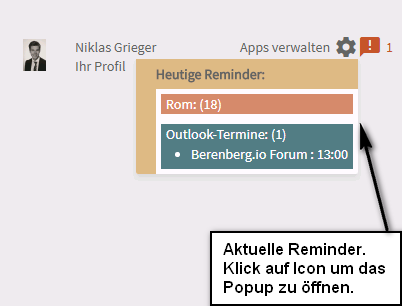 Niklas Grieger
Apps verwalten ! 1
Ihr Profil
Heutige Reminder:
Rom: (18)
Outlook-Termine: (1)
• Berenberg.io Forum : 13:00
Aktuelle Reminder.
Klick auf Icon um das
Popup zu öffnen.